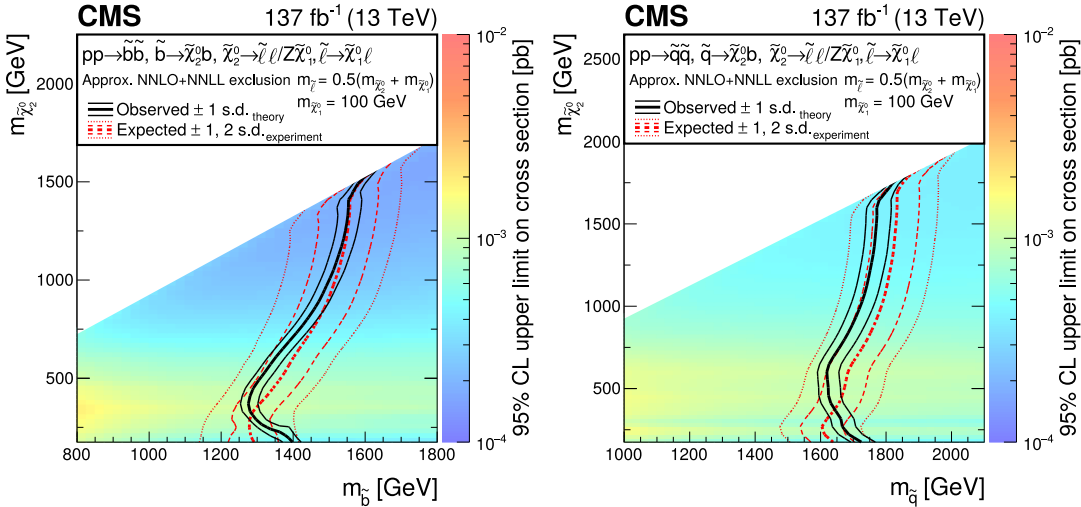 CMS 137 fb⁻¹ (13 TeV)
pp→b̃b̃, b̃→χ̃⁰₂b, χ̃⁰₂→ℓ̃ℓ/Zχ̃⁰₁, ℓ̃→χ̃⁰₁ℓ
Approx. NNLO+NNLL exclusion m_ℓ̃ = 0.5(m_χ̃⁰₂ + m_χ̃⁰₁)
m_χ̃⁰₁ = 100 GeV
Observed ± 1 s.d. theory
Expected ± 1, 2 s.d. experiment
m_χ̃⁰₂ [GeV]
2000
1500
1000
500
800 1000 1200 1400 1600 1800
m_b̃ [GeV]
10⁻²
10⁻³
10⁻⁴
95% CL upper limit on cross section [pb]
CMS 137 fb⁻¹ (13 TeV)
pp→q̃q̃, q̃→χ̃⁰₂b, χ̃⁰₂→ℓ̃ℓ/Zχ̃⁰₁, ℓ̃→χ̃⁰₁ℓ
Approx. NNLO+NNLL exclusion m_ℓ̃ = 0.5(m_χ̃⁰₂ + m_χ̃⁰₁)
m_χ̃⁰₁ = 100 GeV
Observed ± 1 s.d. theory
Expected ± 1, 2 s.d. experiment
m_χ̃⁰₂ [GeV]
2500
2000
1500
1000
500
1000 1200 1400 1600 1800 2000
m_q̃ [GeV]
10⁻²
10⁻³
10⁻⁴
95% CL upper limit on cross section [pb]